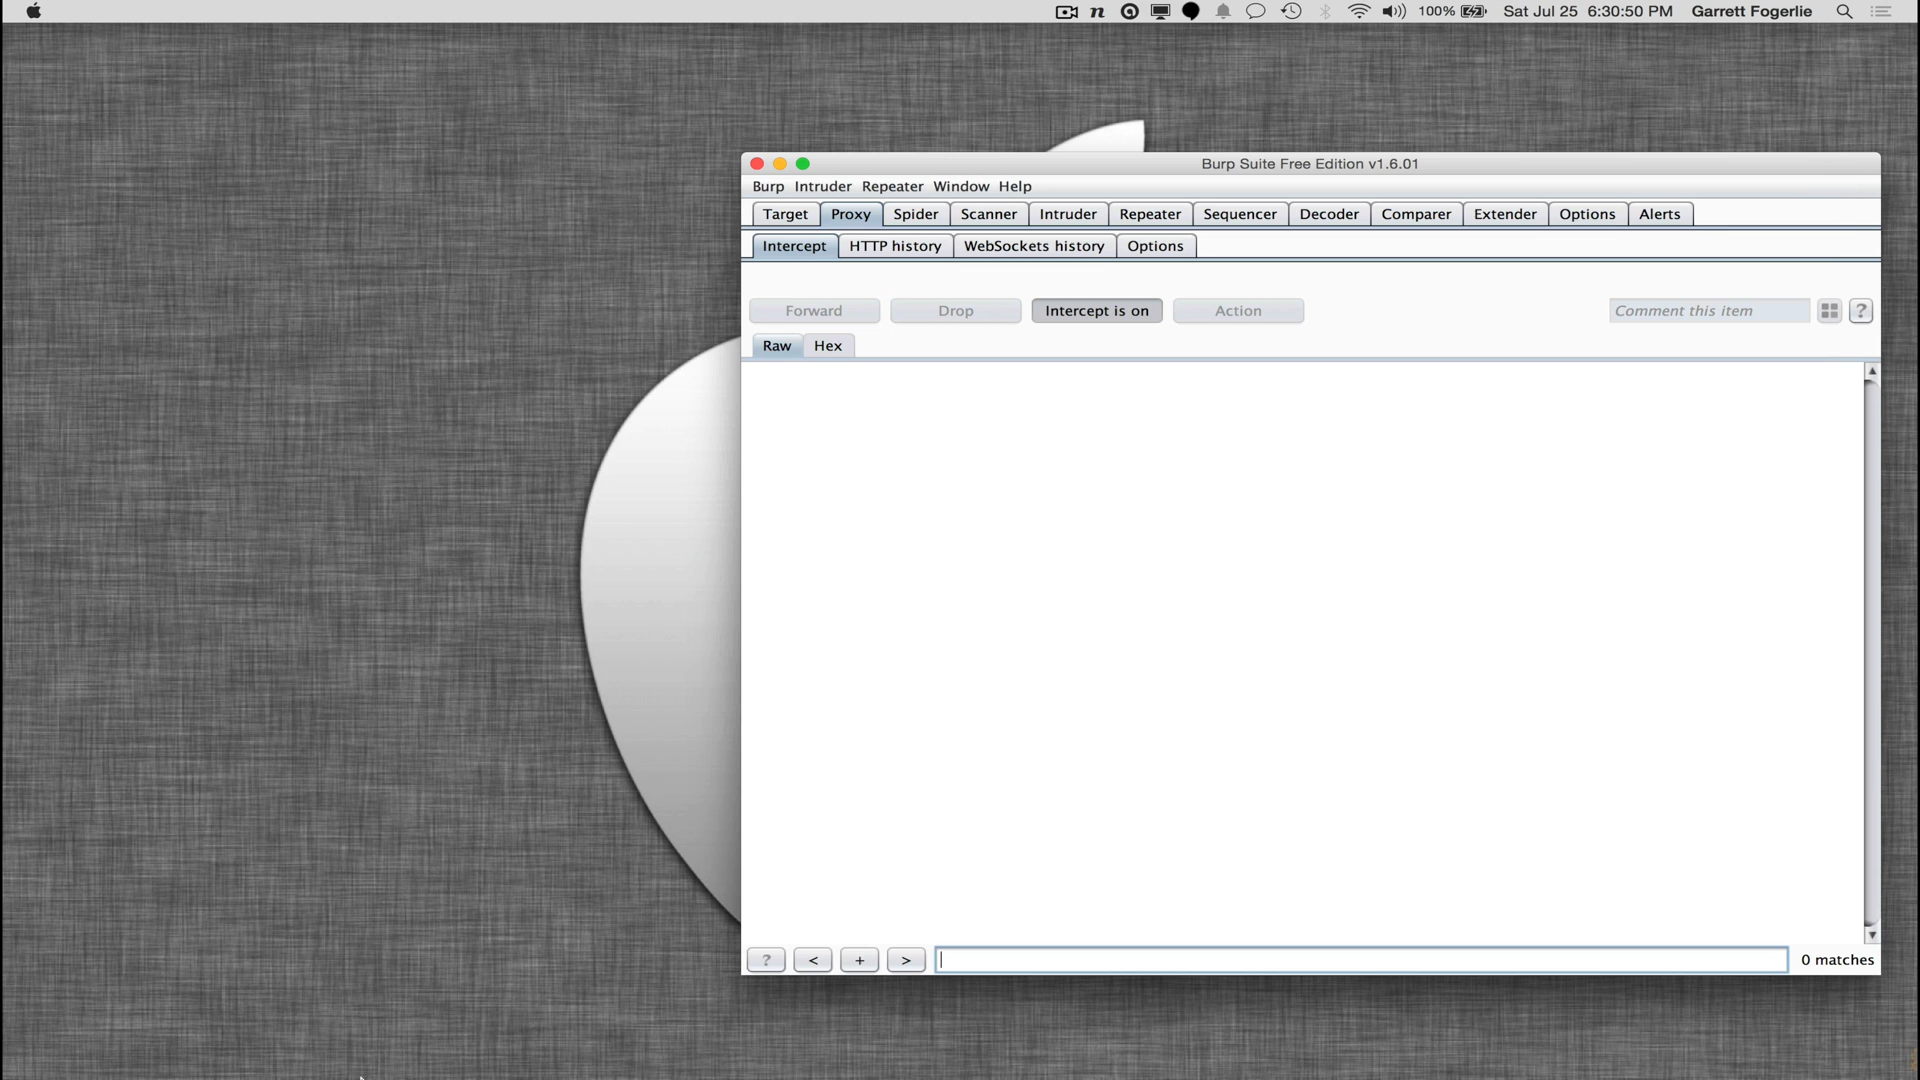 100% Sat Jul 25 6:30:50 PM Garrett Fogerlie
Burp Suite Free Edition v1.6.01
Burp Intruder Repeater Window Help
Target Proxy Spider Scanner Intruder Repeater Sequencer Decoder Comparer Extender Options Alerts
Intercept HTTP history WebSockets history Options
Forward Drop Intercept is on Action Comment this item ?
Raw Hex
? < + > 0 matches